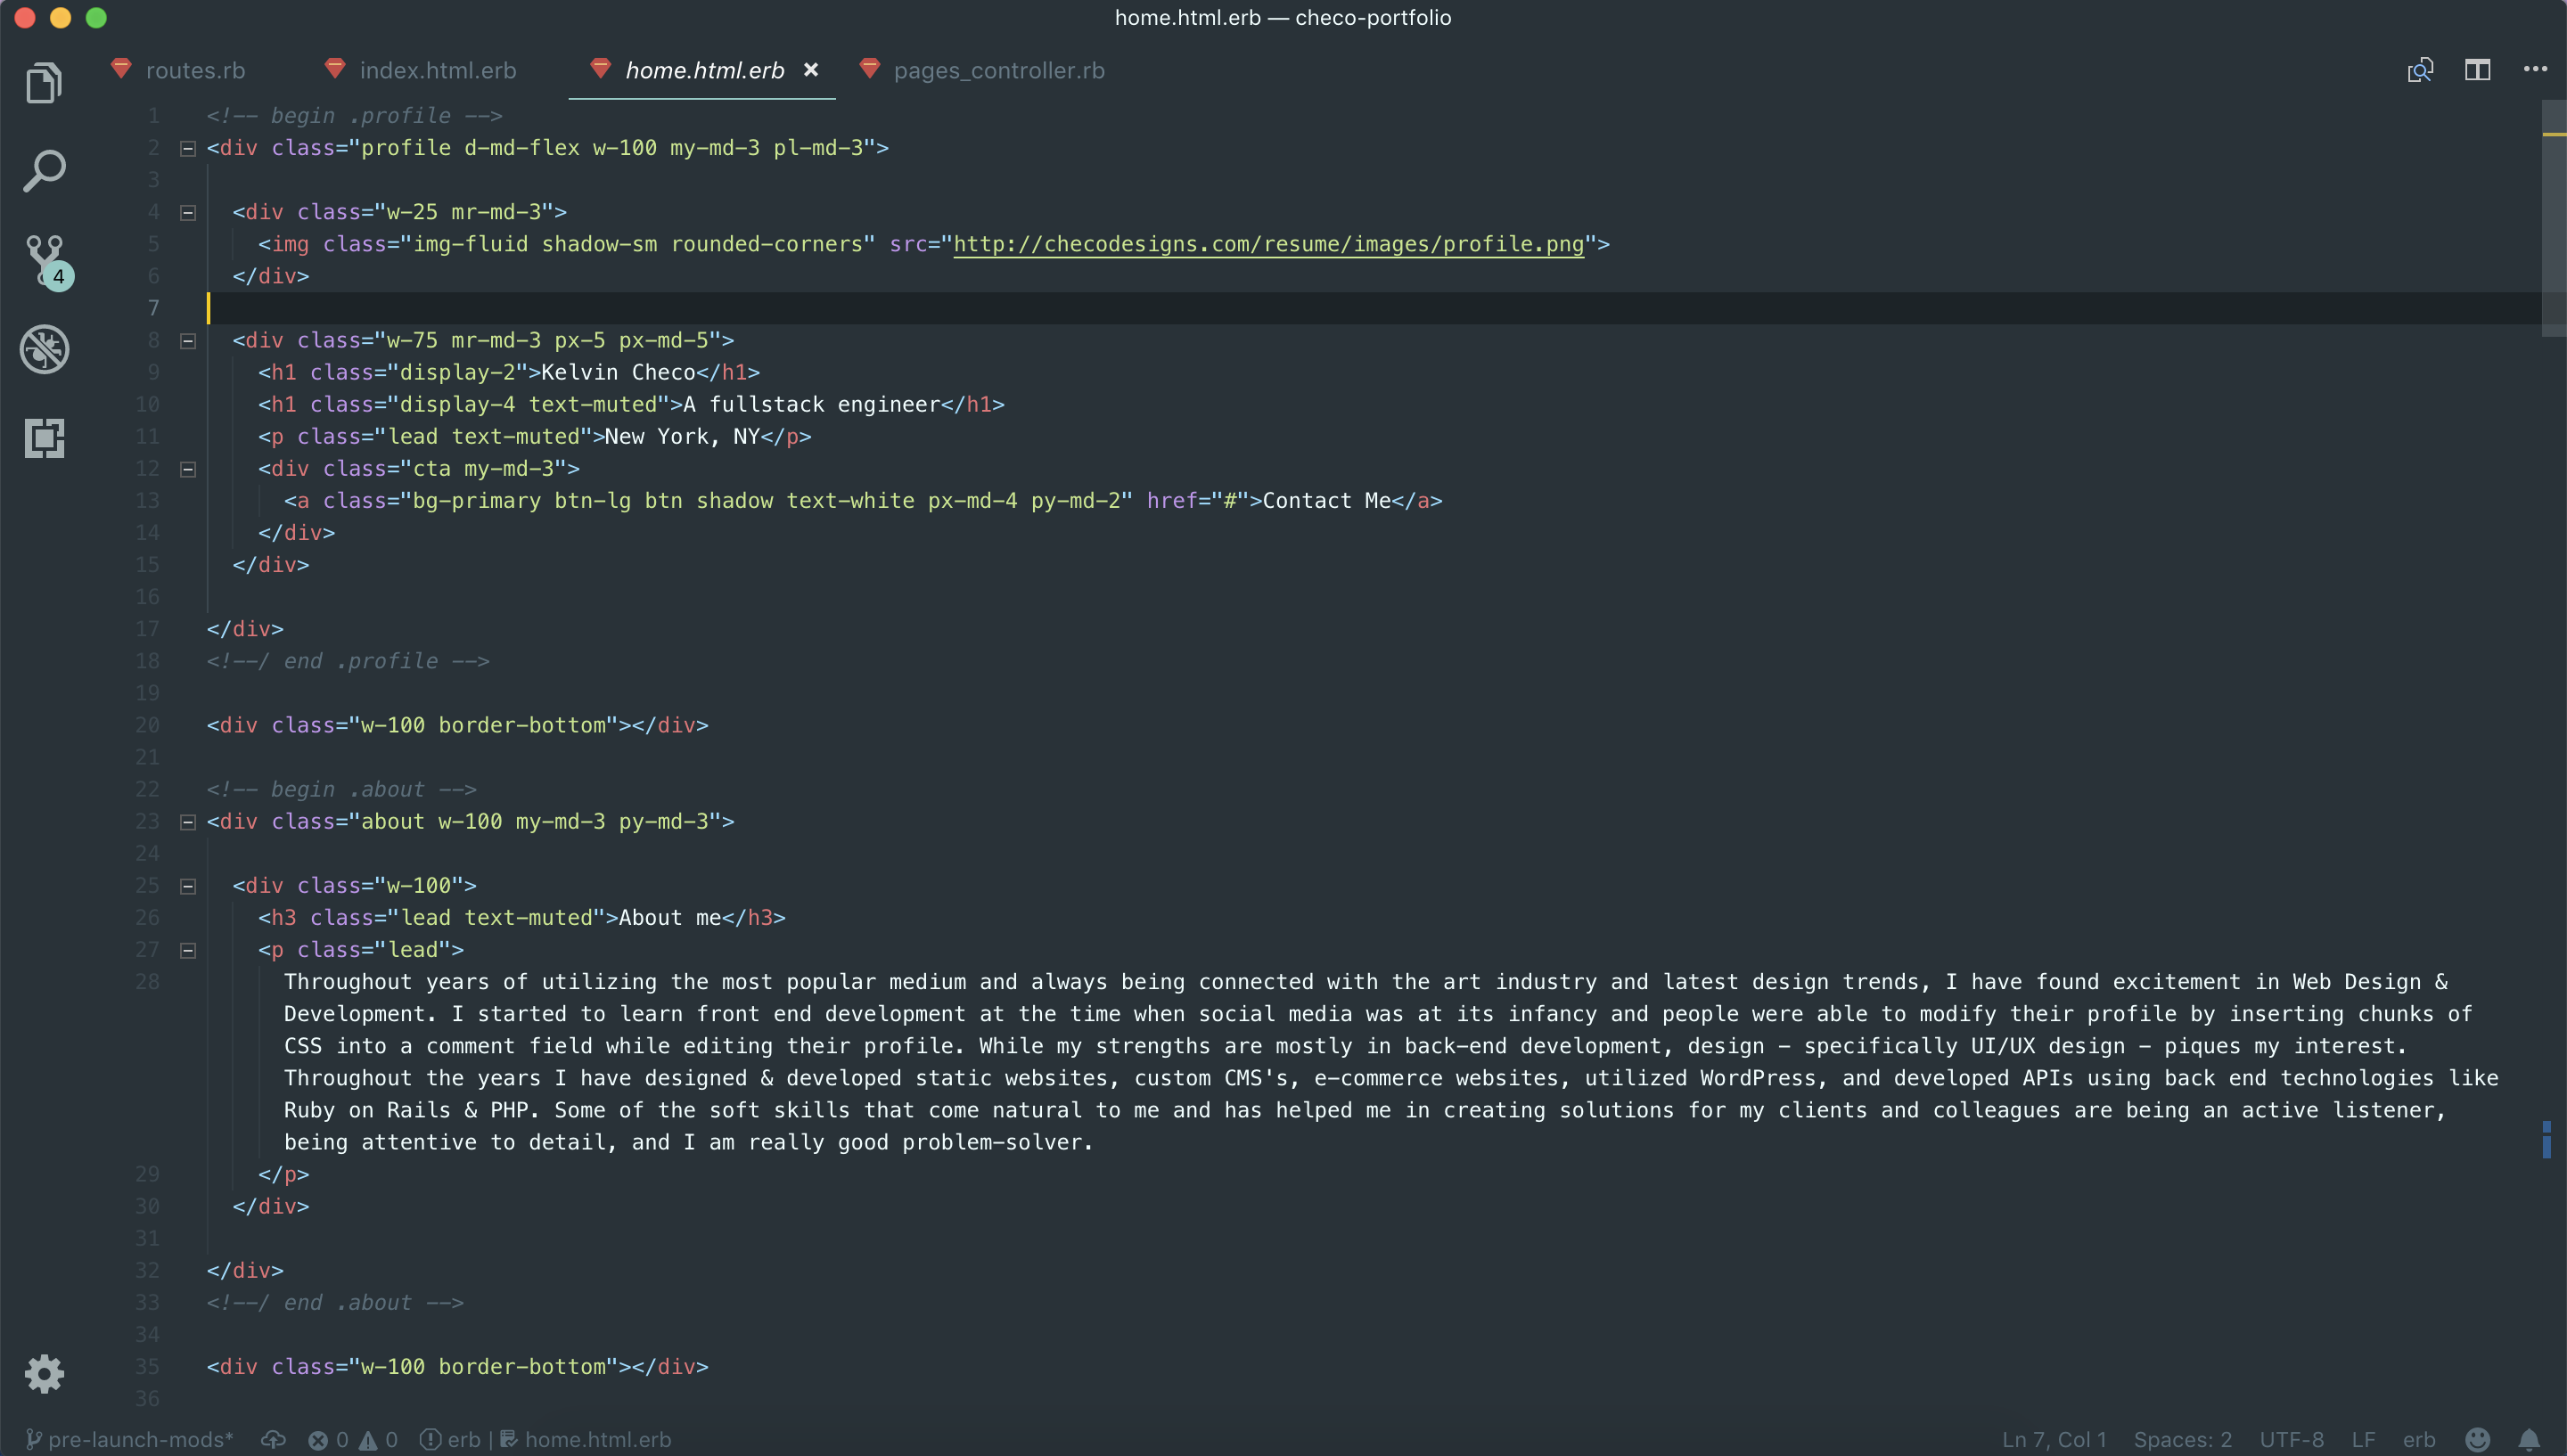 home.html.erb — checo-portfolio
routes.rb index.html.erb home.html.erb pages_controller.rb
1 <!-- begin .profile -->
2 <div class="profile d-md-flex w-100 my-md-3 pl-md-3">
3
4 <div class="w-25 mr-md-3">
5 <img class="img-fluid shadow-sm rounded-corners" src="http://checodesigns.com/resume/images/profile.png">
6 </div>
7
8 <div class="w-75 mr-md-3 px-5 px-md-5">
9 <h1 class="display-2">Kelvin Checo</h1>
10 <h1 class="display-4 text-muted">A fullstack engineer</h1>
11 <p class="lead text-muted">New York, NY</p>
12 <div class="cta my-md-3">
13 <a class="bg-primary btn-lg btn shadow text-white px-md-4 py-md-2" href="#">Contact Me</a>
14 </div>
15 </div>
16
17 </div>
18 <!--/ end .profile -->
19
20 <div class="w-100 border-bottom"></div>
21
22 <!-- begin .about -->
23 <div class="about w-100 my-md-3 py-md-3">
24
25 <div class="w-100">
26 <h3 class="lead text-muted">About me</h3>
27 <p class="lead">
28 Throughout years of utilizing the most popular medium and always being connected with the art industry and latest design trends, I have found excitement in Web Design &
Development. I started to learn front end development at the time when social media was at its infancy and people were able to modify their profile by inserting chunks of
CSS into a comment field while editing their profile. While my strengths are mostly in back-end development, design - specifically UI/UX design - piques my interest.
Throughout the years I have designed & developed static websites, custom CMS's, e-commerce websites, utilized WordPress, and developed APIs using back end technologies like
Ruby on Rails & PHP. Some of the soft skills that come natural to me and has helped me in creating solutions for my clients and colleagues are being an active listener,
being attentive to detail, and I am really good problem-solver.
29 </p>
30 </div>
31
32 </div>
33 <!--/ end .about -->
34
35 <div class="w-100 border-bottom"></div>
36
4
pre-launch-mods* 0 0 erb | home.html.erb Ln 7, Col 1 Spaces: 2 UTF-8 LF erb